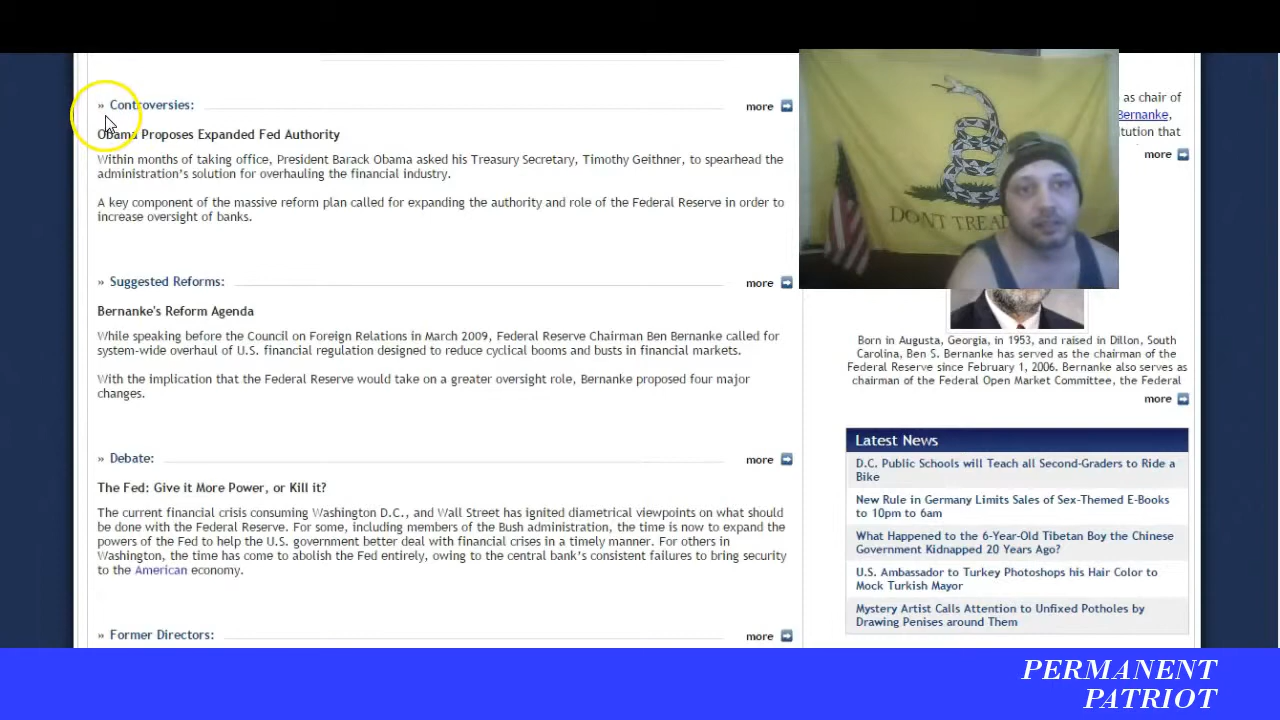 » Controversies:
more
Obama Proposes Expanded Fed Authority
Within months of taking office, President Barack Obama asked his Treasury Secretary, Timothy Geithner, to spearhead the
administration's solution for overhauling the financial industry.
A key component of the massive reform plan called for expanding the authority and role of the Federal Reserve in order to
increase oversight of banks.
» Suggested Reforms:
more
Bernanke's Reform Agenda
While speaking before the Council on Foreign Relations in March 2009, Federal Reserve Chairman Ben Bernanke called for
system-wide overhaul of U.S. financial regulation designed to reduce cyclical booms and busts in financial markets.
With the implication that the Federal Reserve would take on a greater oversight role, Bernanke proposed four major
changes.
» Debate:
more
The Fed: Give it More Power, or Kill it?
The current financial crisis consuming Washington D.C., and Wall Street has ignited diametrical viewpoints on what should
be done with the Federal Reserve. For some, including members of the Bush administration, the time is now to expand the
powers of the Fed to help the U.S. government better deal with financial crises in a timely manner. For others in
Washington, the time has come to abolish the Fed entirely, owing to the central bank's consistent failures to bring security
to the American economy.
» Former Directors:
more
DONT TREAD
as chair of
Bernanke,
tution that
more
Born in Augusta, Georgia, in 1953, and raised in Dillon, South
Carolina, Ben S. Bernanke has served as the chairman of the
Federal Reserve since February 1, 2006. Bernanke also serves as
chairman of the Federal Open Market Committee, the Federal
more
Latest News
D.C. Public Schools will Teach all Second-Graders to Ride a
Bike
New Rule in Germany Limits Sales of Sex-Themed E-Books
to 10pm to 6am
What Happened to the 6-Year-Old Tibetan Boy the Chinese
Government Kidnapped 20 Years Ago?
U.S. Ambassador to Turkey Photoshops his Hair Color to
Mock Turkish Mayor
Mystery Artist Calls Attention to Unfixed Potholes by
Drawing Penises around Them
PERMANENT
PATRIOT